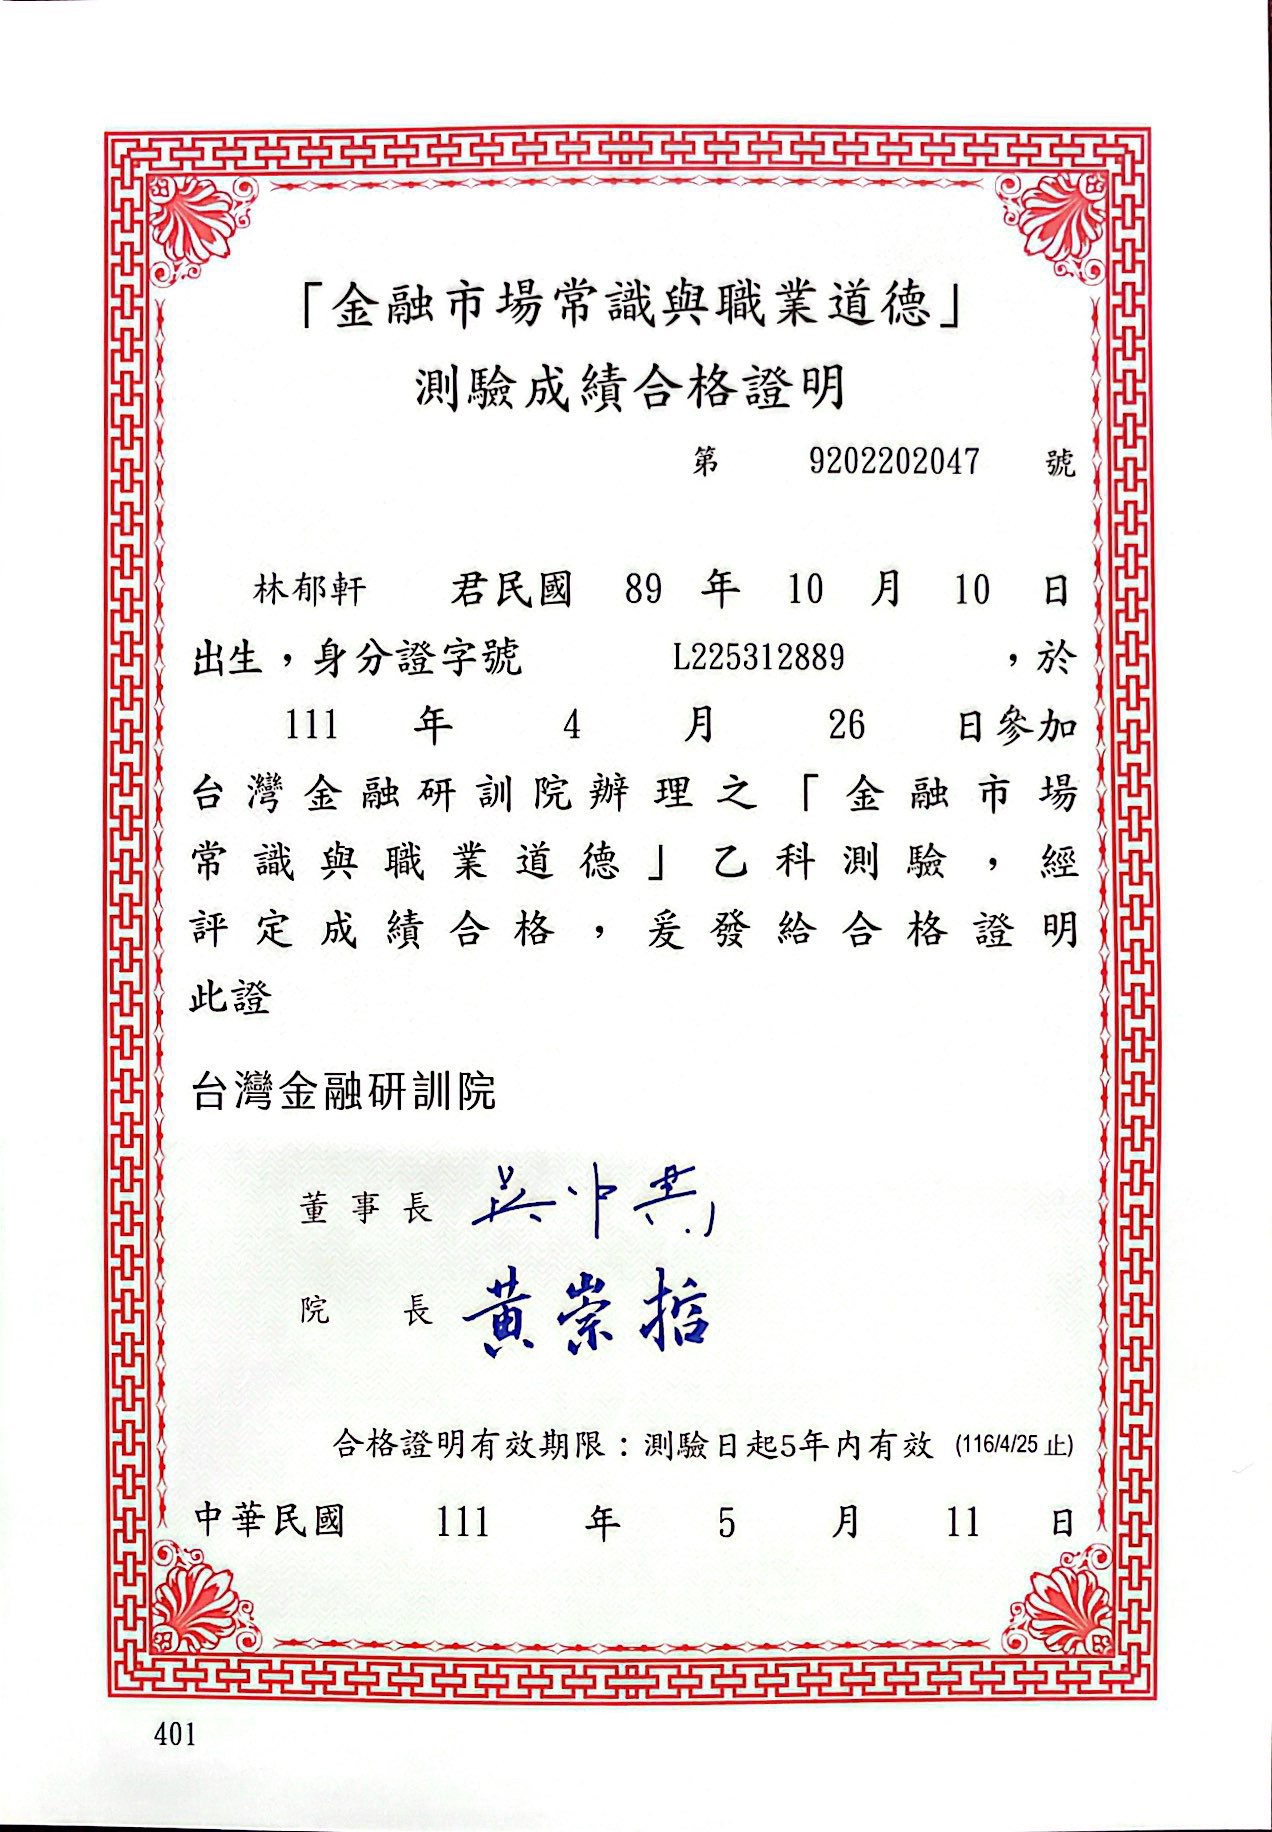 「金融市場常識與職業道德」
測驗成績合格證明
第 9202202047 號
林郁軒 君民國 89 年 10 月 10 日
出生，身分證字號 L225312889 ，於
111 年 4 月 26 日參加
台灣金融研訓院辦理之「金融市場
常識與職業道德」乙科測驗，經
評定成績合格，爰發給合格證明
此證
台灣金融研訓院
董事長 吳中書
院長 黃崇哲
合格證明有效期限：測驗日起5年內有效 (116/4/25 止)
中華民國 111 年 5 月 11 日
401